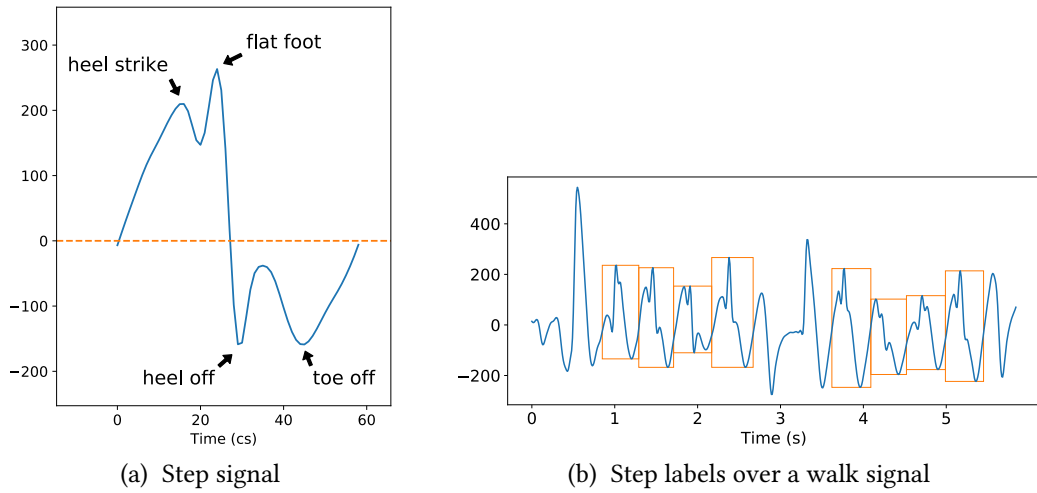 300
200
100
0
−100
−200
heel strike
flat foot
heel off
toe off
0
20
40
60
Time (cs)
(a) Step signal
400
200
0
−200
0
1
2
3
4
5
Time (s)
(b) Step labels over a walk signal